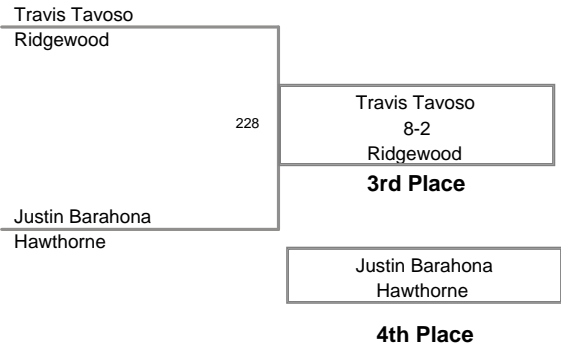 Travis Tavoso
Ridgewood
228
Travis Tavoso
8-2
Ridgewood
3rd Place
Justin Barahona
Hawthorne
Justin Barahona
Hawthorne
4th Place